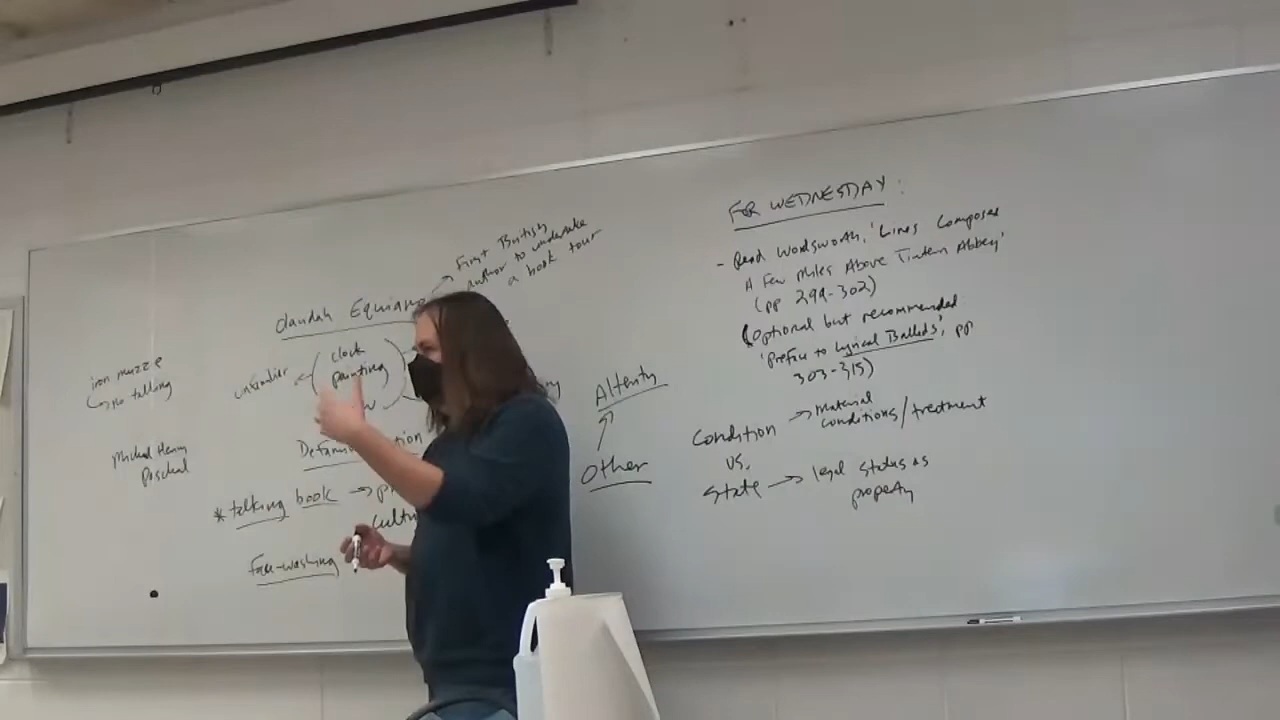 First British
author to undertake
a book tour
Olaudah Equiano
clock
painting
unfamiliar
iron muzzle
no talking
Michael Henry
Paschal
*talking book
Face-washing
Alterity
Other
FOR WEDNESDAY:
- Read Wordsworth, 'Lines Composed
A Few Miles Above Tintern Abbey'
(pp 299-302)
(optional but recommended
'Preface to Lyrical Ballads', pp
303-315)
Condition
Material
conditions/treatment
vs.
State
legal status as
property